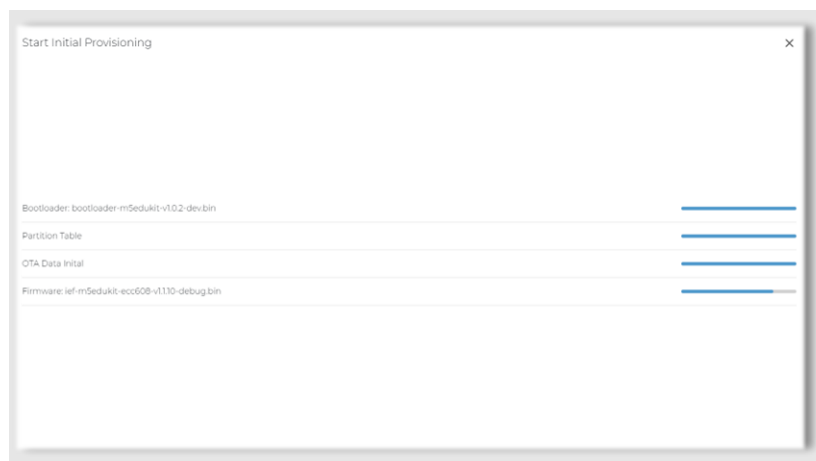 Start Initial Provisioning
Bootloader: bootloader-m5edukit-v1.0.2-dev.bin
Partition Table
OTA Data Inital
Firmware: ief-m5edukit-ecc608-v1.1.10-debug.bin